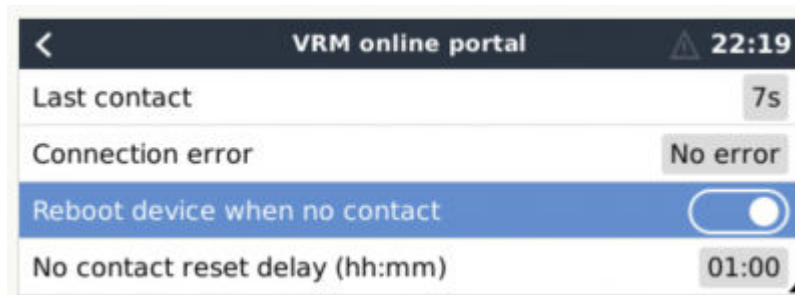 VRM online portal 22:19
Last contact 7s
Connection error No error
Reboot device when no contact
No contact reset delay (hh:mm) 01:00